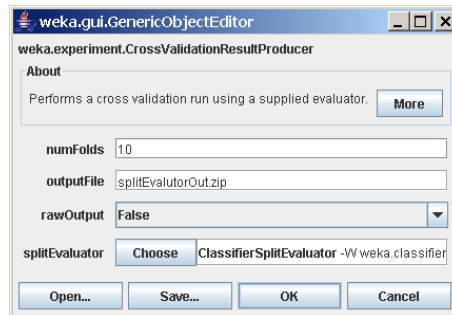 weka.gui.GenericObjectEditor
weka.experiment.CrossValidationResultProducer
About
Performs a cross validation run using a supplied evaluator. More
numFolds 10
outputFile splitEvalutorOut.zip
rawOutput False
splitEvaluator Choose ClassifierSplitEvaluator -W weka.classifier
Open... Save... OK Cancel